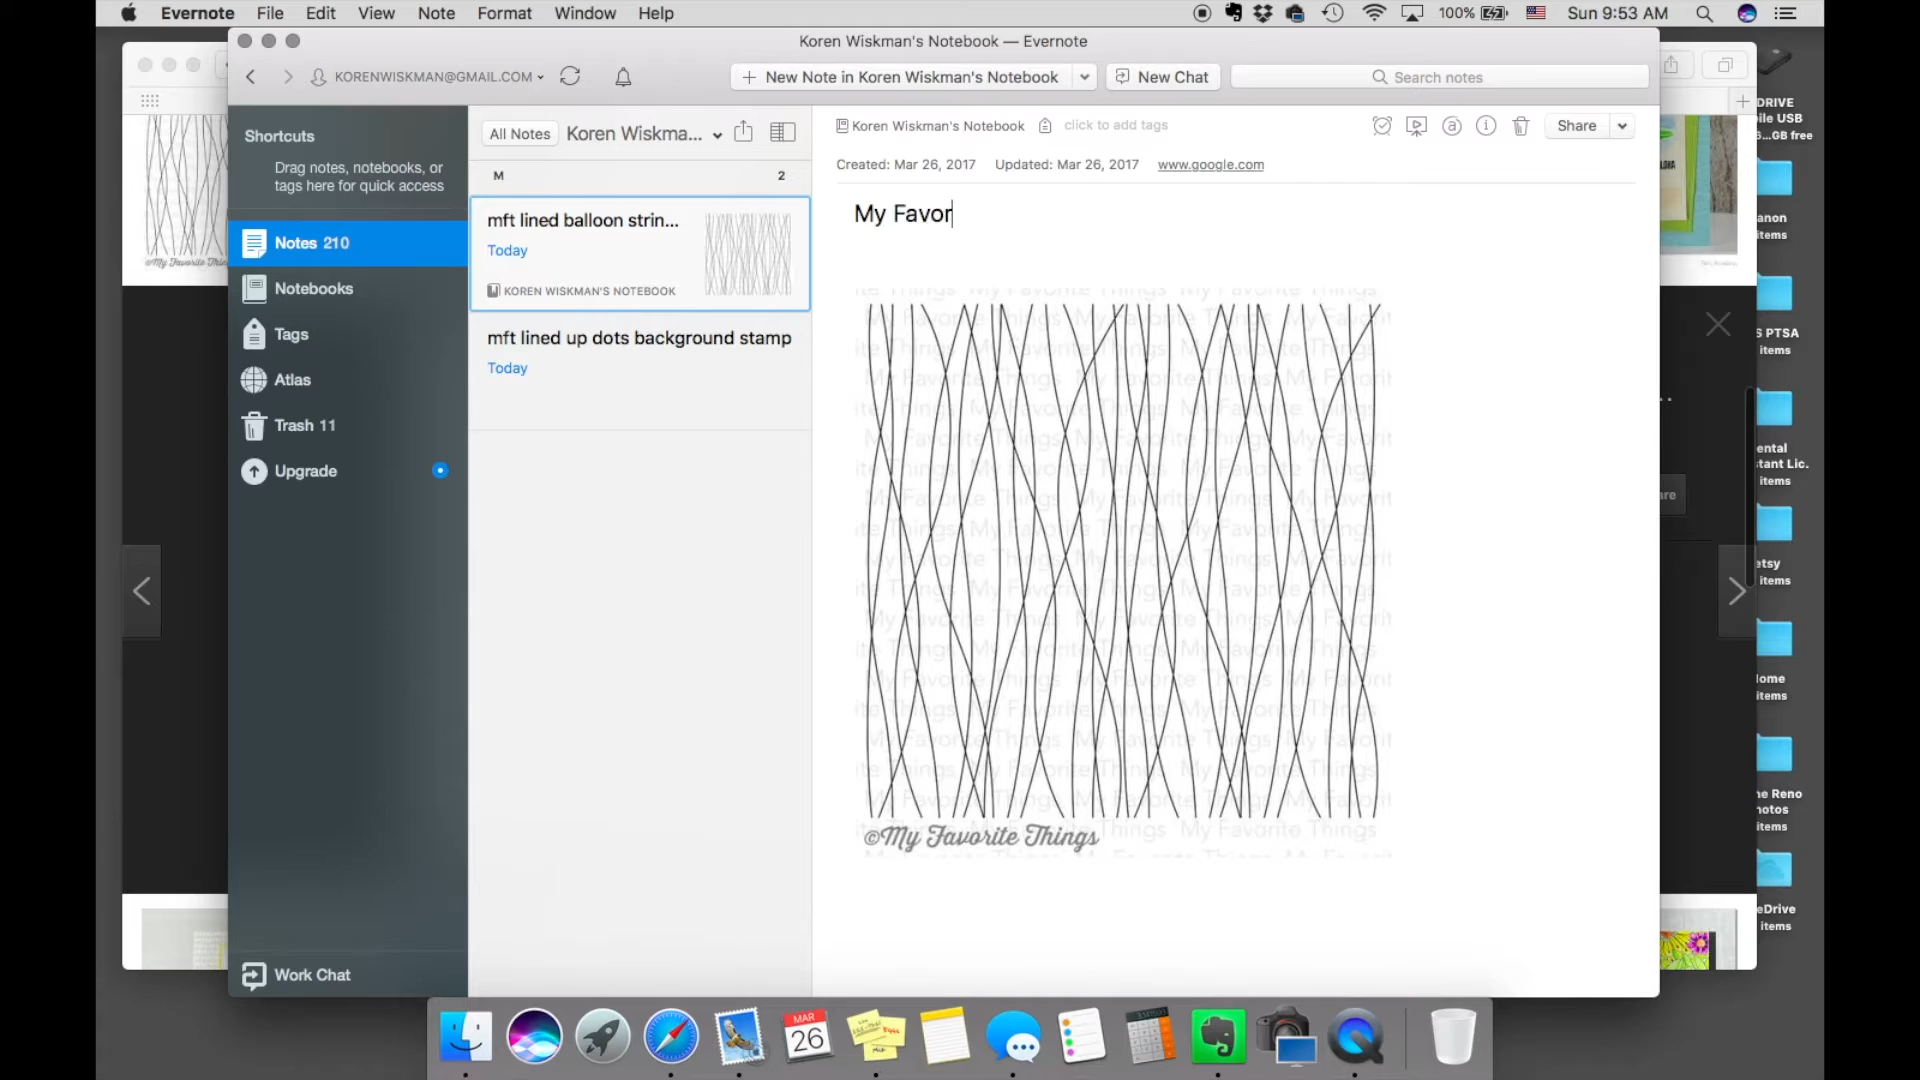 Evernote File Edit View Note Format Window Help
100% Sun 9:53 AM
Koren Wiskman's Notebook — Evernote
KORENWISKMAN@GMAIL.COM
New Note in Koren Wiskman's Notebook
New Chat
Search notes
Shortcuts
Drag notes, notebooks, or
tags here for quick access
Notes 210
Notebooks
Tags
Atlas
Trash 11
Upgrade
Work Chat
All Notes Koren Wiskma...
M 2
mft lined balloon strin...
Today
KOREN WISKMAN'S NOTEBOOK
mft lined up dots background stamp
Today
Koren Wiskman's Notebook click to add tags
Share
Created: Mar 26, 2017 Updated: Mar 26, 2017 www.google.com
My Favor
©My Favorite Things
DRIVE
USB
free
items
PTSA
items
Lic.
items
items
items
Reno
items
items
MAR
26